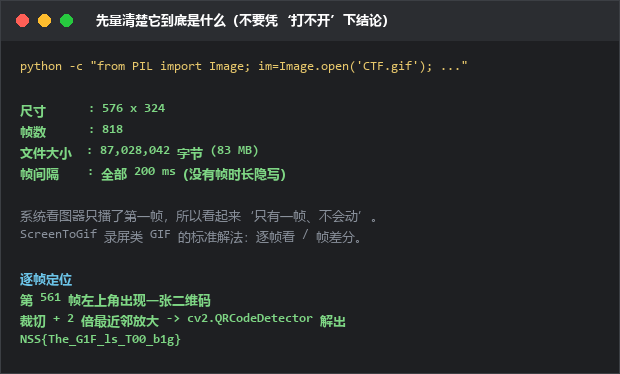 先量清楚它到底是什么（不要凭‘打不开’下结论）
python -c "from PIL import Image; im=Image.open('CTF.gif'); ..."
尺寸 : 576 x 324
帧数 : 818
文件大小 : 87,028,042 字节 (83 MB)
帧间隔 : 全部 200 ms (没有帧时长隐写)
系统看图器只播了第一帧，所以看起来‘只有一帧、不会动’。
ScreenToGif 录屏类 GIF 的标准解法：逐帧看 / 帧差分。
逐帧定位
第 561 帧左上角出现一张二维码
裁切 + 2 倍最近邻放大 -> cv2.QRCodeDetector 解出
NSS{The_G1F_ls_T00_b1g}